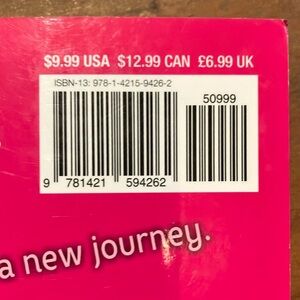 $9.99 USA $12.99 CAN £6.99 UK
ISBN-13: 978-1-4215-9426-2
50999
9 781421 594262
a new journey.